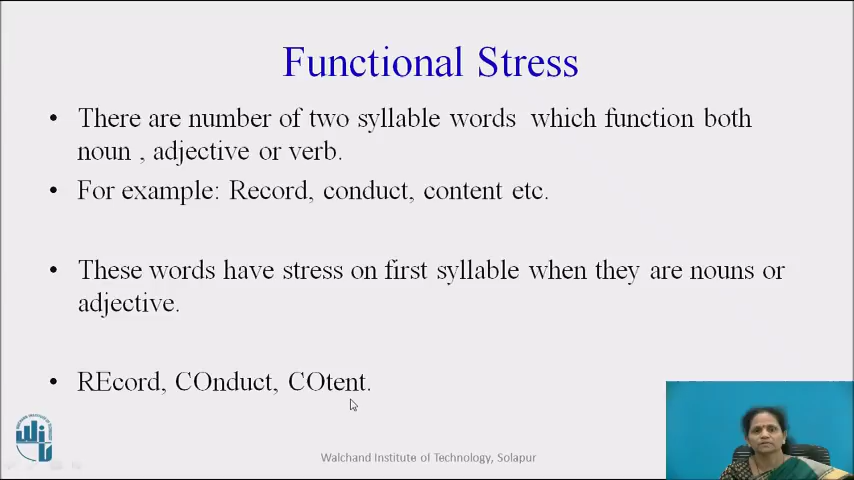 Functional Stress
• There are number of two syllable words which function both
noun , adjective or verb.
• For example: Record, conduct, content etc.
• These words have stress on first syllable when they are nouns or
adjective.
• REcord, COnduct, COtent.
Walchand Institute of Technology, Solapur